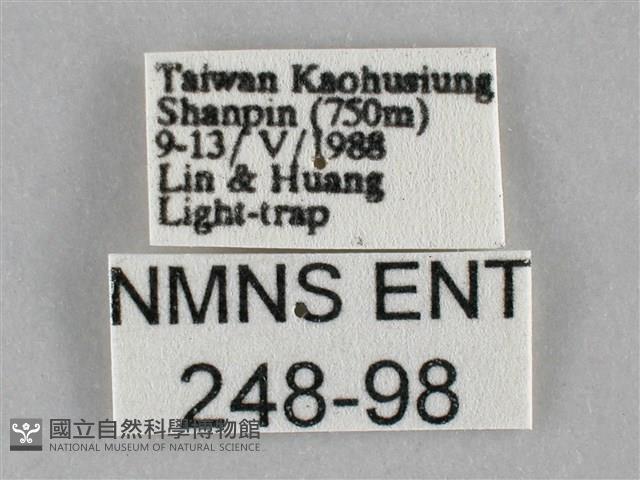 Taiwan Kaohusiung
Shanpin (750m)
9-13/ V/1988
Lin & Huang
Light-trap
NMNS ENT
248-98
國立自然科學博物館
NATIONAL MUSEUM OF NATURAL SCIENCE